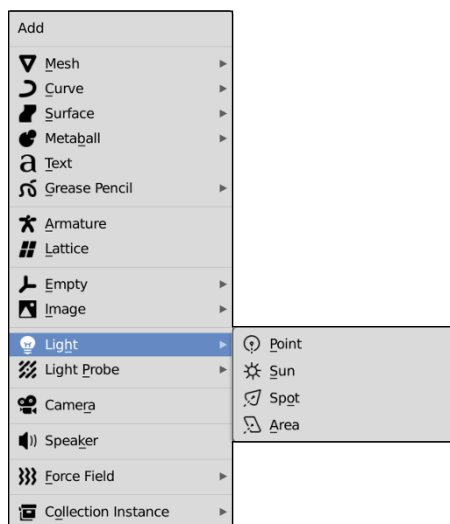 Add
Mesh
Curve
Surface
Metaball
Text
Grease Pencil
Armature
Lattice
Empty
Image
Light
Light Probe
Camera
Speaker
Force Field
Collection Instance
Point
Sun
Spot
Area